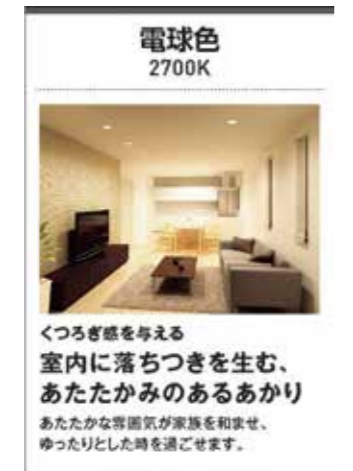 電球色
2700K
くつろぎ感を与える
室内に落ちつきを生む、
あたたかみのあるあかり
あたたかな雰囲気が家族を和ませ、
ゆったりとした時を過ごせます。